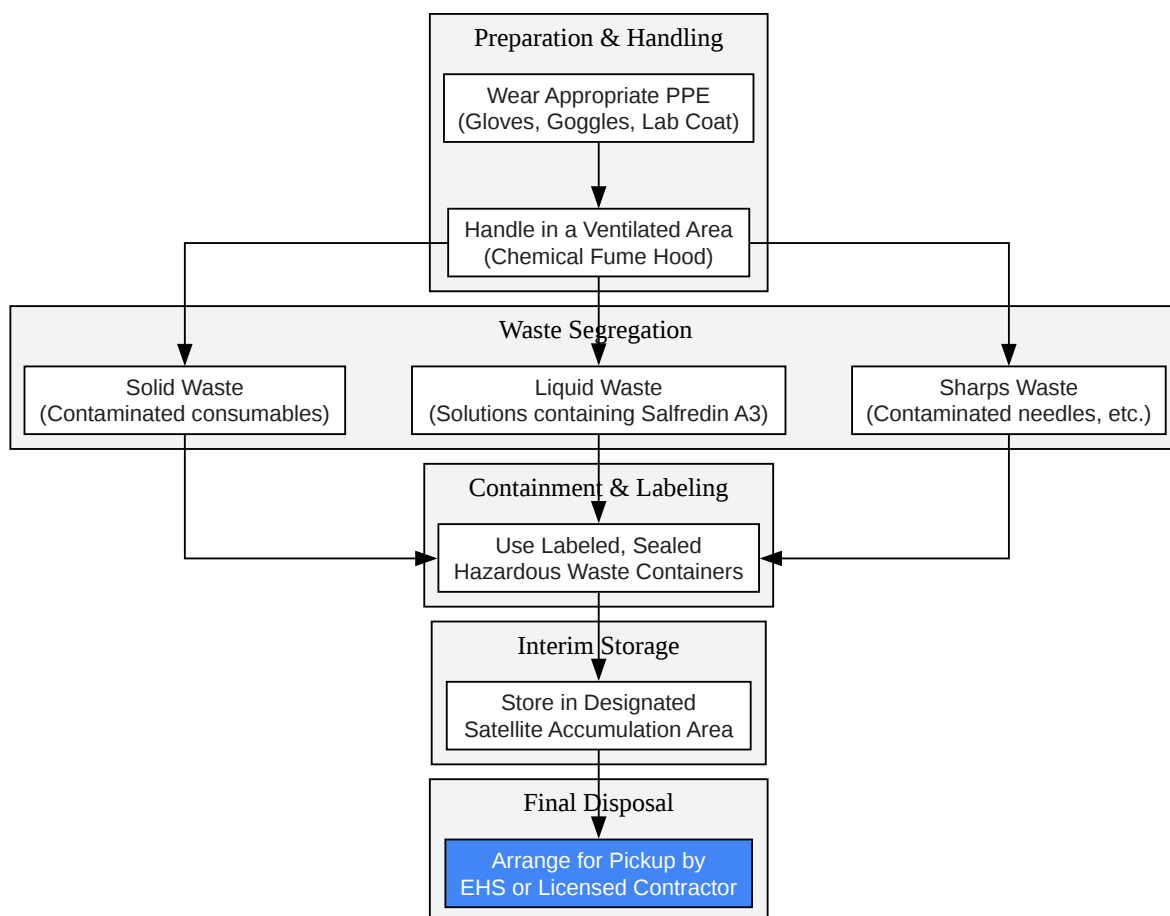 Preparation & Handling
Wear Appropriate PPE
(Gloves, Goggles, Lab Coat)
Handle in a Ventilated Area
(Chemical Fume Hood)
Waste Segregation
Solid Waste
(Contaminated consumables)
Liquid Waste
(Solutions containing Salfredin A3)
Sharps Waste
(Contaminated needles, etc.)
Containment & Labeling
Use Labeled, Sealed
Hazardous Waste Containers
Interim Storage
Store in Designated
Satellite Accumulation Area
Final Disposal
Arrange for Pickup by
EHS or Licensed Contractor